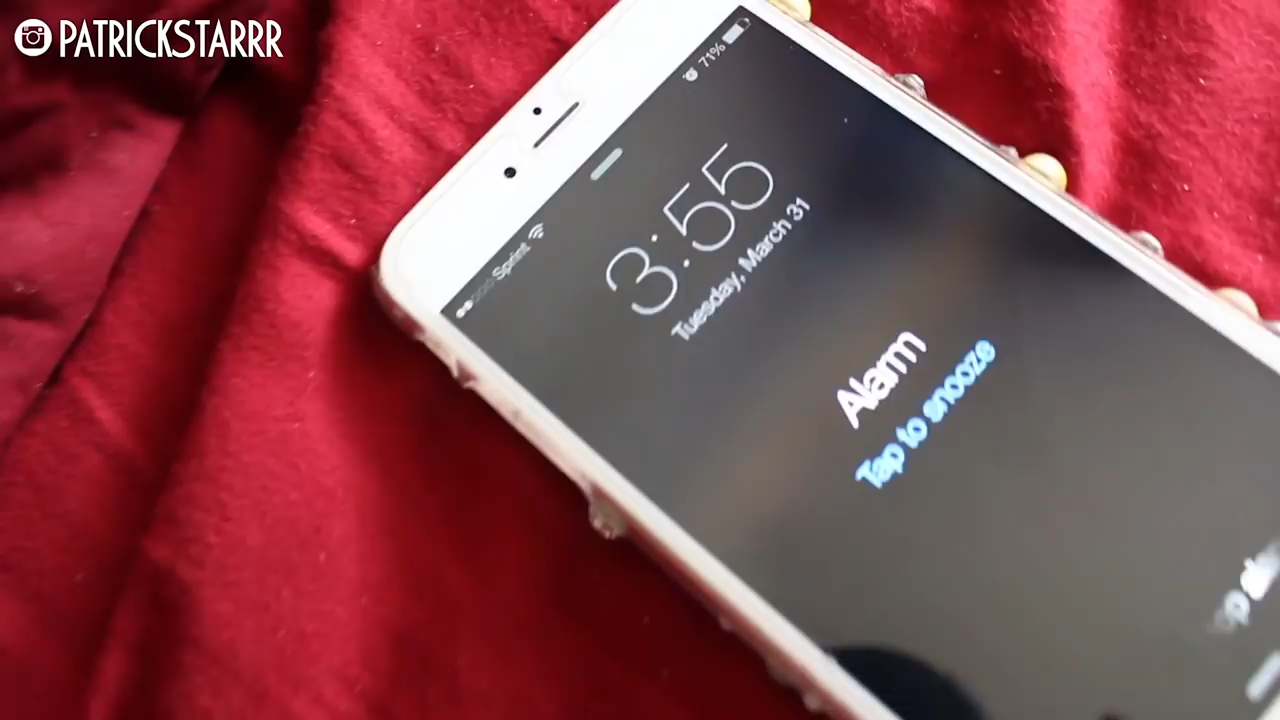 PATRICKSTARRR
71%
Sprint
3:55
Tuesday, March 31
Alarm
Tap to snooze